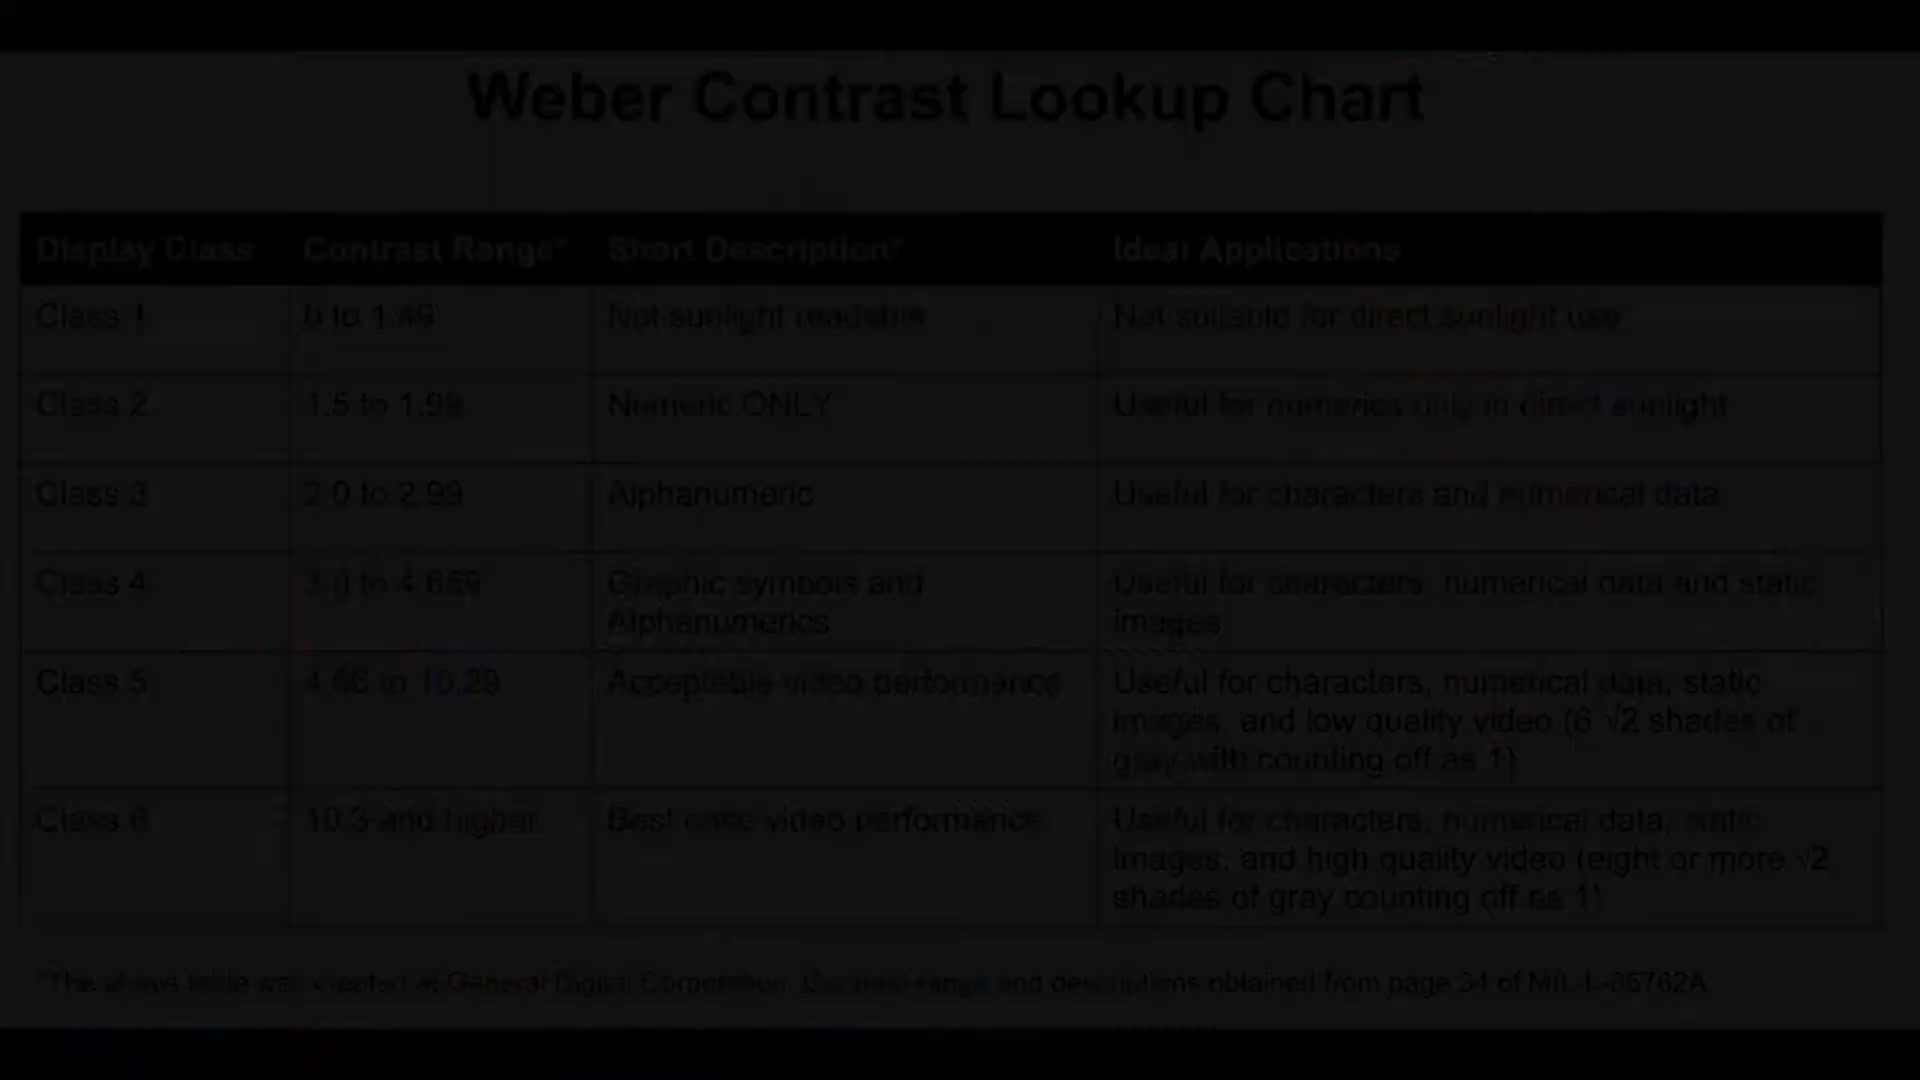 Weber Contrast Lookup Chart
Display Class Contrast Range* Short Description* Ideal Applications
Class 1 0 to 1.49 Not sunlight readable Not suitable for direct sunlight use
Class 2 1.5 to 1.99 Numeric ONLY Useful for numerics only in direct sunlight
Class 3 2.0 to 2.99 Alphanumeric Useful for characters and numerical data
Class 4 3.0 to 4.659 Graphic symbols and Useful for characters, numerical data and static
Alphanumerics images
Class 5 4.66 to 10.29 Acceptable video performance Useful for characters, numerical data, static
images, and low quality video (6 √2 shades of
gray with counting off as 1)
Class 6 10.3 and higher Best case video performance Useful for characters, numerical data, static
images, and high quality video (eight or more √2
shades of gray counting off as 1)
*The above table was created at General Digital Corporation. Contrast range and descriptions obtained from page 34 of MIL-L-85762A